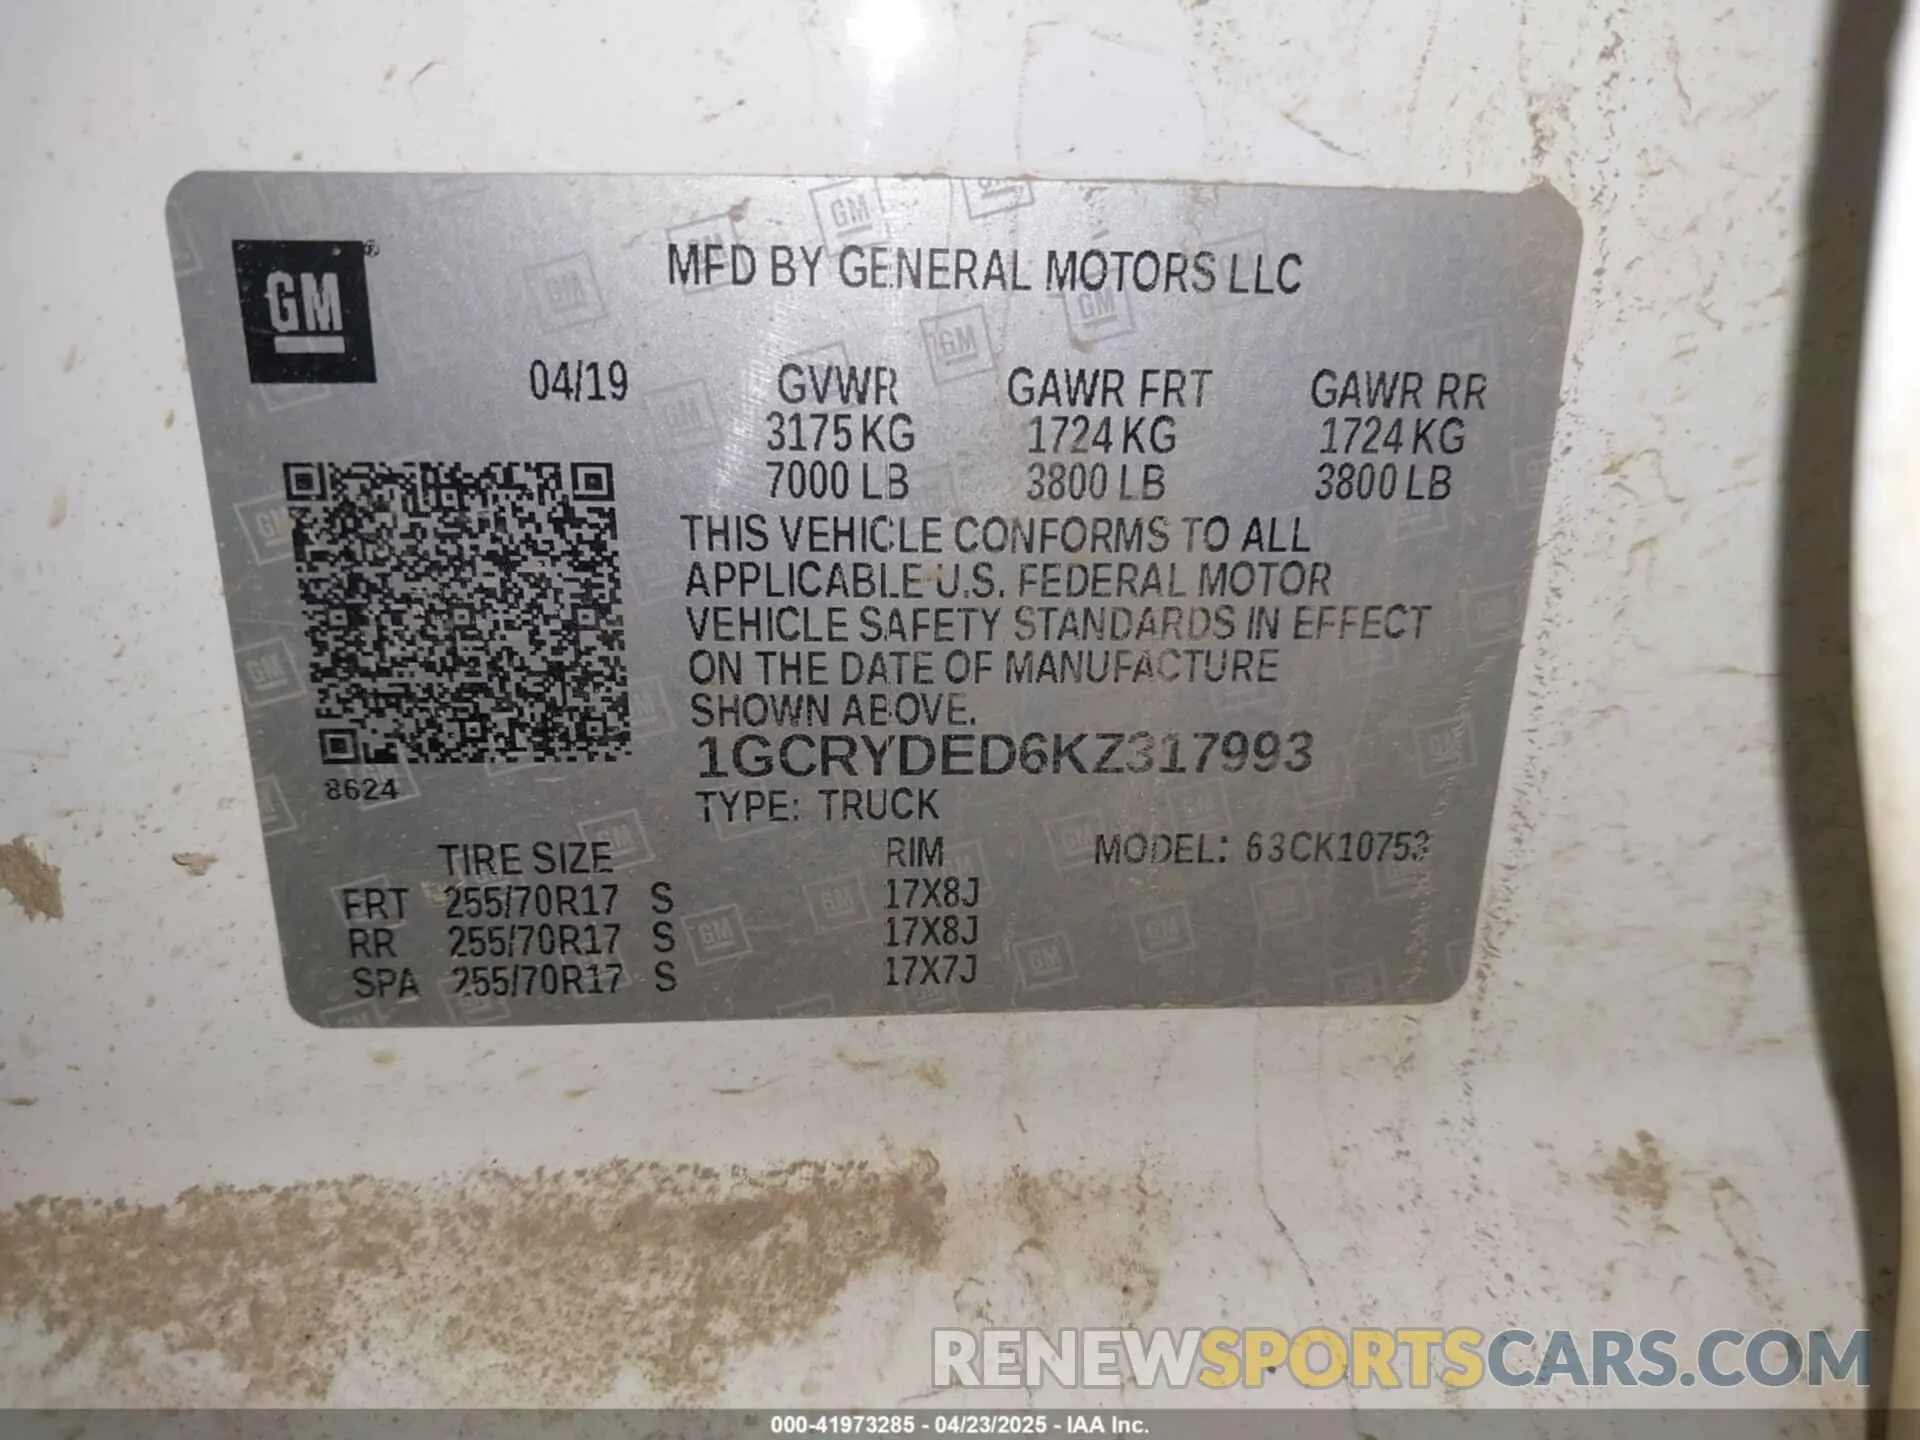 GM®
MFD BY GENERAL MOTORS LLC
04/19 GVWR GAWR FRT GAWR RR
3175 KG 1724 KG 1724 KG
7000 LB 3800 LB 3800 LB
THIS VEHICLE CONFORMS TO ALL
APPLICABLE U.S. FEDERAL MOTOR
VEHICLE SAFETY STANDARDS IN EFFECT
ON THE DATE OF MANUFACTURE
SHOWN ABOVE.
1GCRYDED6KZ317993
8624
TYPE: TRUCK
TIRE SIZE RIM MODEL: 63CK10753
FRT 255/70R17 S 17X8J
RR 255/70R17 S 17X8J
SPA 255/70R17 S 17X7J
RENEWSPORTSCARS.COM
000-41973285 - 04/23/2025 - IAA Inc.